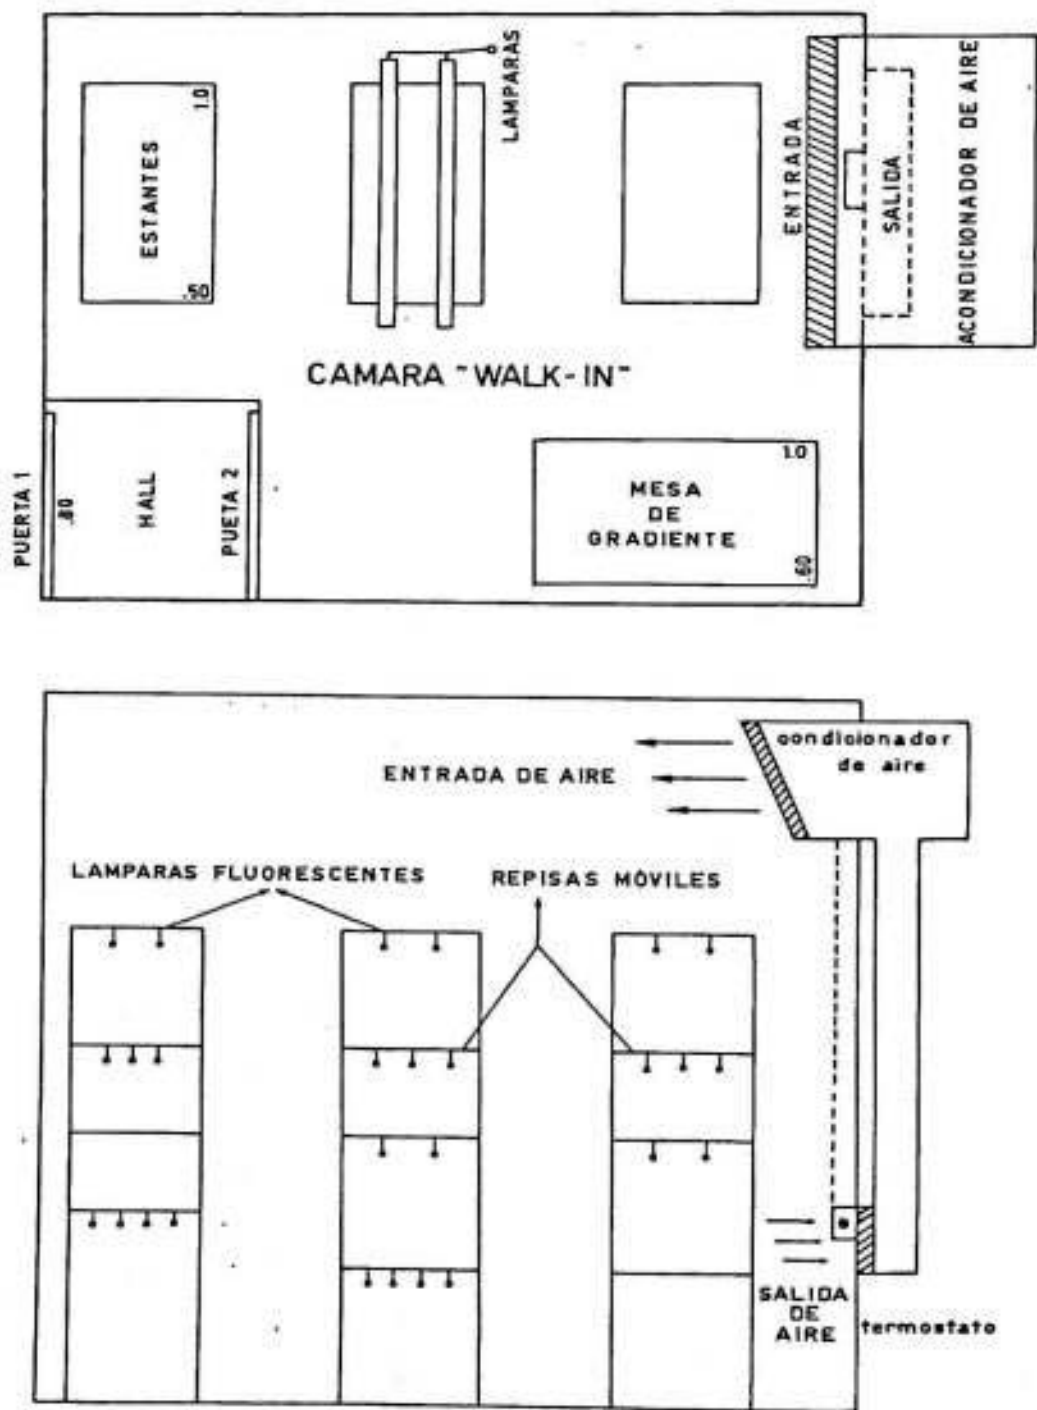 LAMPARAS
1.0
ESTANTES
.50
ENTRADA
SALIDA
ACONDICIONADOR DE AIRE
CAMARA "WALK-IN"
PUERTA 1
.80
HALL
PUETA 2
1.0
MESA
DE
GRADIENTE
.60
condicionador
de aire
ENTRADA DE AIRE
LAMPARAS FLUORESCENTES
REPISAS MÓVILES
SALIDA
DE
AIRE
termostato